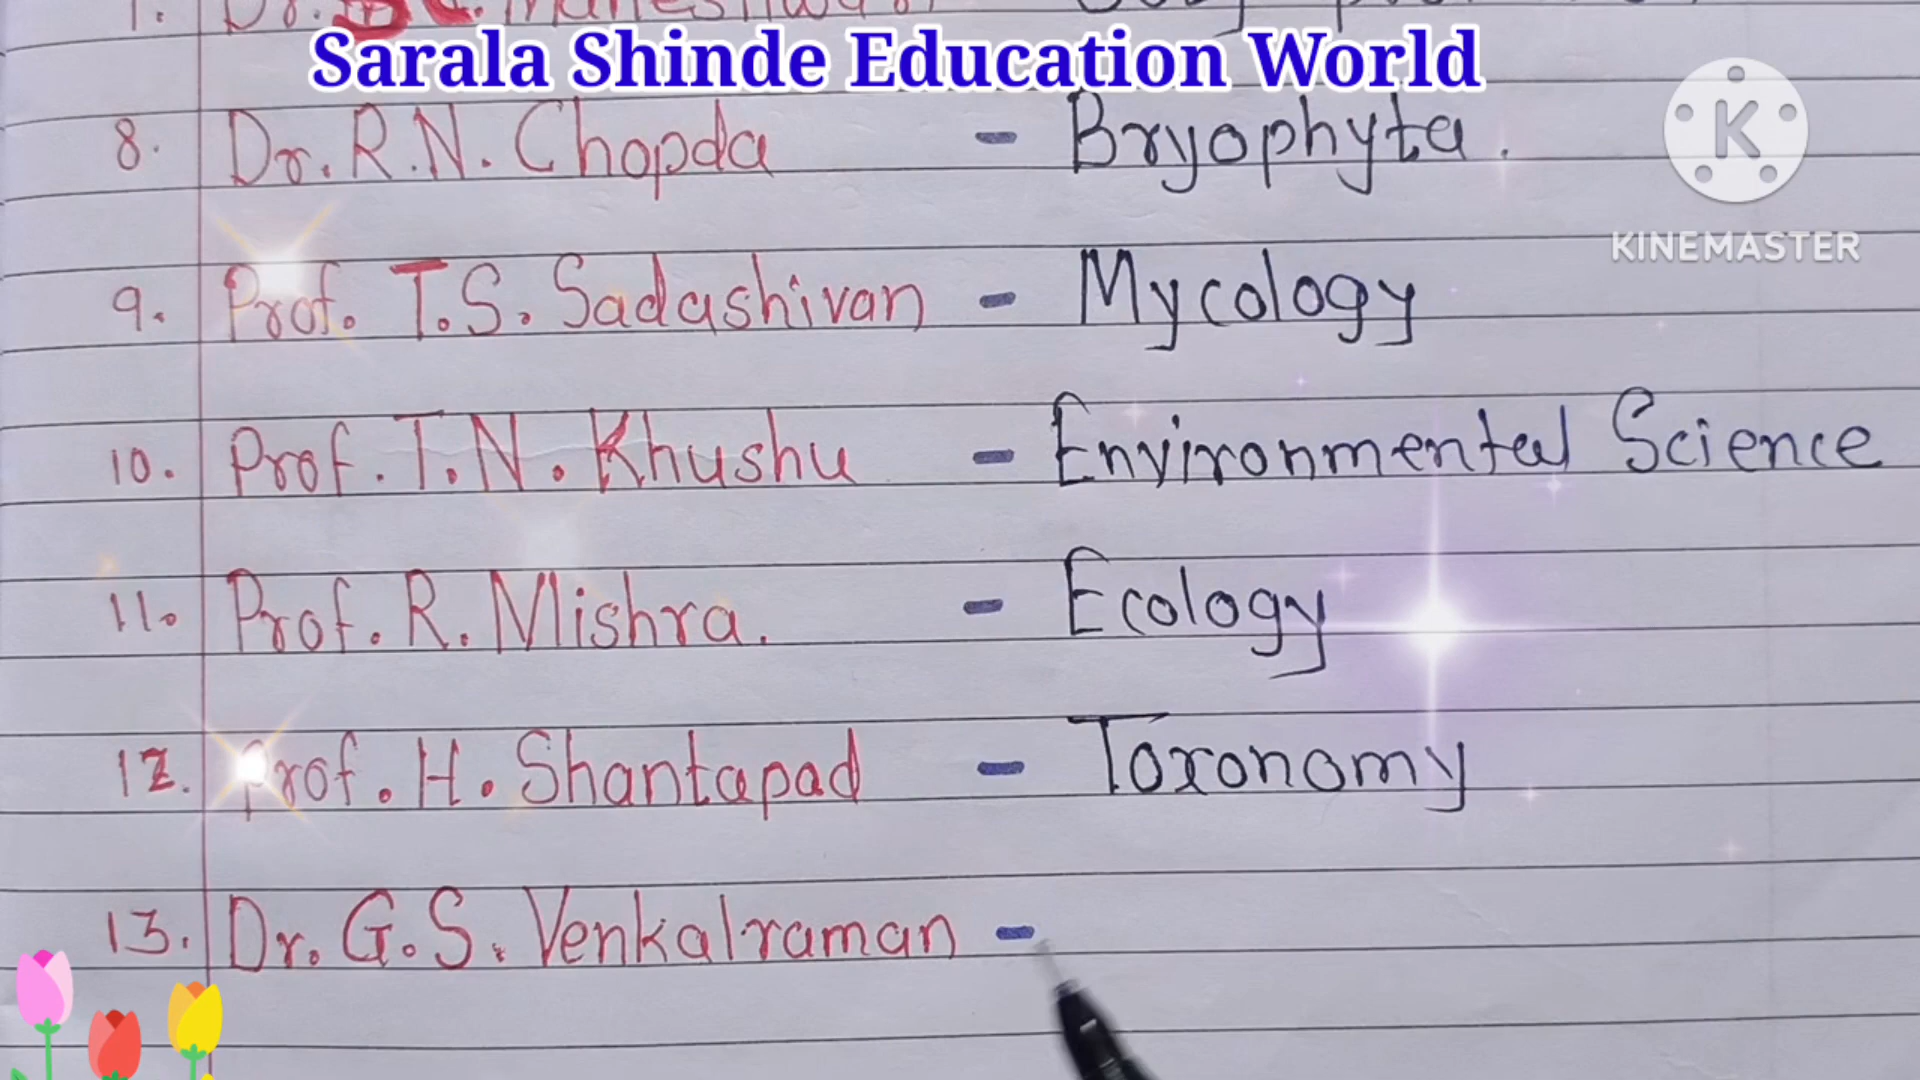 Sarala Shinde Education World
8. Dr. R.N. Chopda - Bryophyta.
KINEMASTER
9. Prof. T.S. Sadashivan - Mycology
10. Prof. T.N. Khushu - Environmental Science
11. Prof. R. Mishra. - Ecology
12. Prof. H. Shantapad - Toxonomy
13. Dr. G.S. Venkalraman -